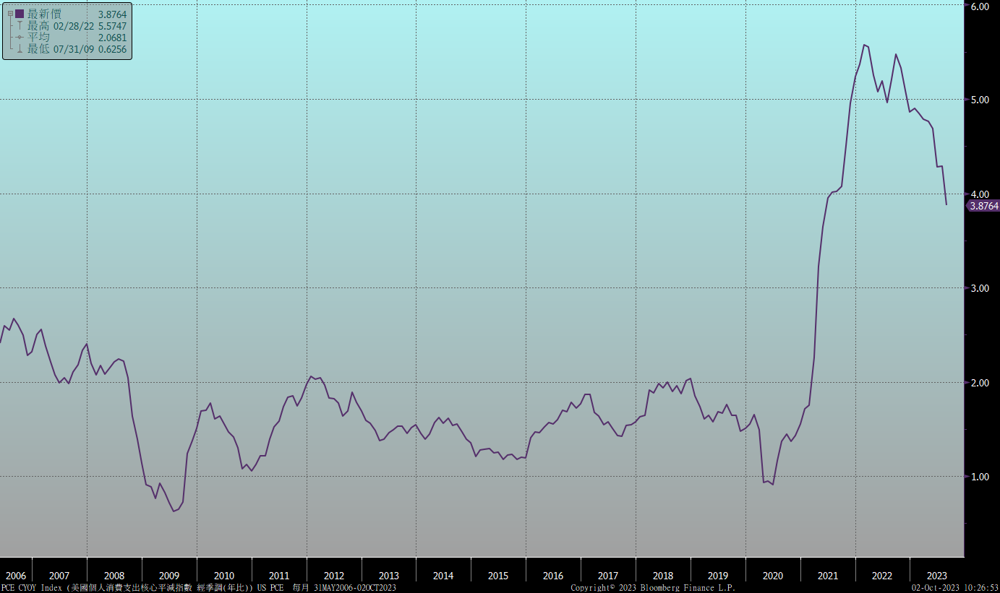 最新價 3.8764
最高 02/28/22 5.5747
平均 2.0681
最低 07/31/09 0.6256
6.00
5.00
4.00
3.8764
3.00
2.00
1.00
2006 2007 2008 2009 2010 2011 2012 2013 2014 2015 2016 2017 2018 2019 2020 2021 2022 2023
PCE CYOY Index (美國個人消費支出核心平減指數 經季調(年比)) US PCE 每月 31MAY2006-02OCT2023 Copyright© 2023 Bloomberg Finance L.P. 02-Oct-2023 10:26:53